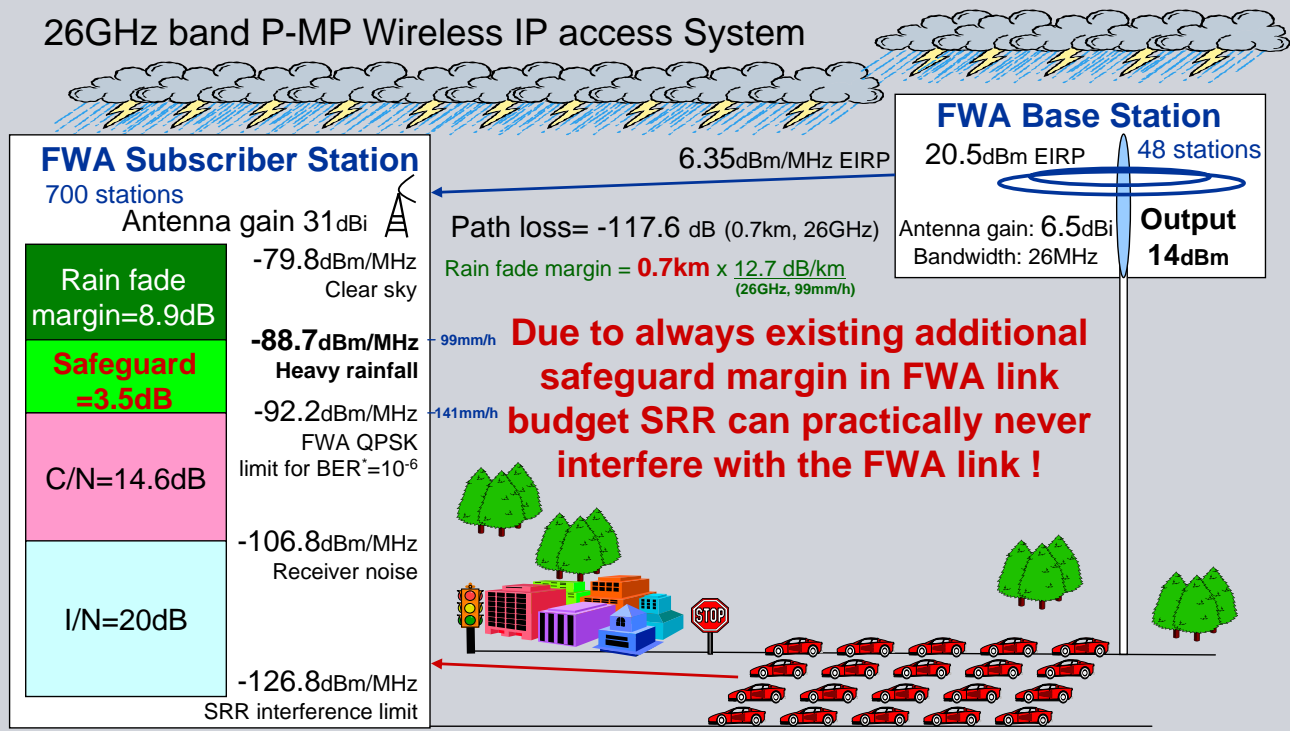 26GHz band P-MP Wireless IP access System
FWA Base Station
20.5dBm EIRP
48 stations
Antenna gain: 6.5dBi
Bandwidth: 26MHz
Output
14dBm
FWA Subscriber Station
700 stations
Antenna gain 31dBi
6.35dBm/MHz EIRP
Path loss= -117.6 dB (0.7km, 26GHz)
Rain fade margin = 0.7km x 12.7 dB/km
(26GHz, 99mm/h)
Rain fade
margin=8.9dB
-79.8dBm/MHz
Clear sky
-88.7dBm/MHz
Heavy rainfall
99mm/h
Safeguard
=3.5dB
-92.2dBm/MHz
141mm/h
FWA QPSK
limit for BER*=10-6
C/N=14.6dB
-106.8dBm/MHz
Receiver noise
I/N=20dB
-126.8dBm/MHz
SRR interference limit
Due to always existing additional
safeguard margin in FWA link
budget SRR can practically never
interfere with the FWA link !
STOP